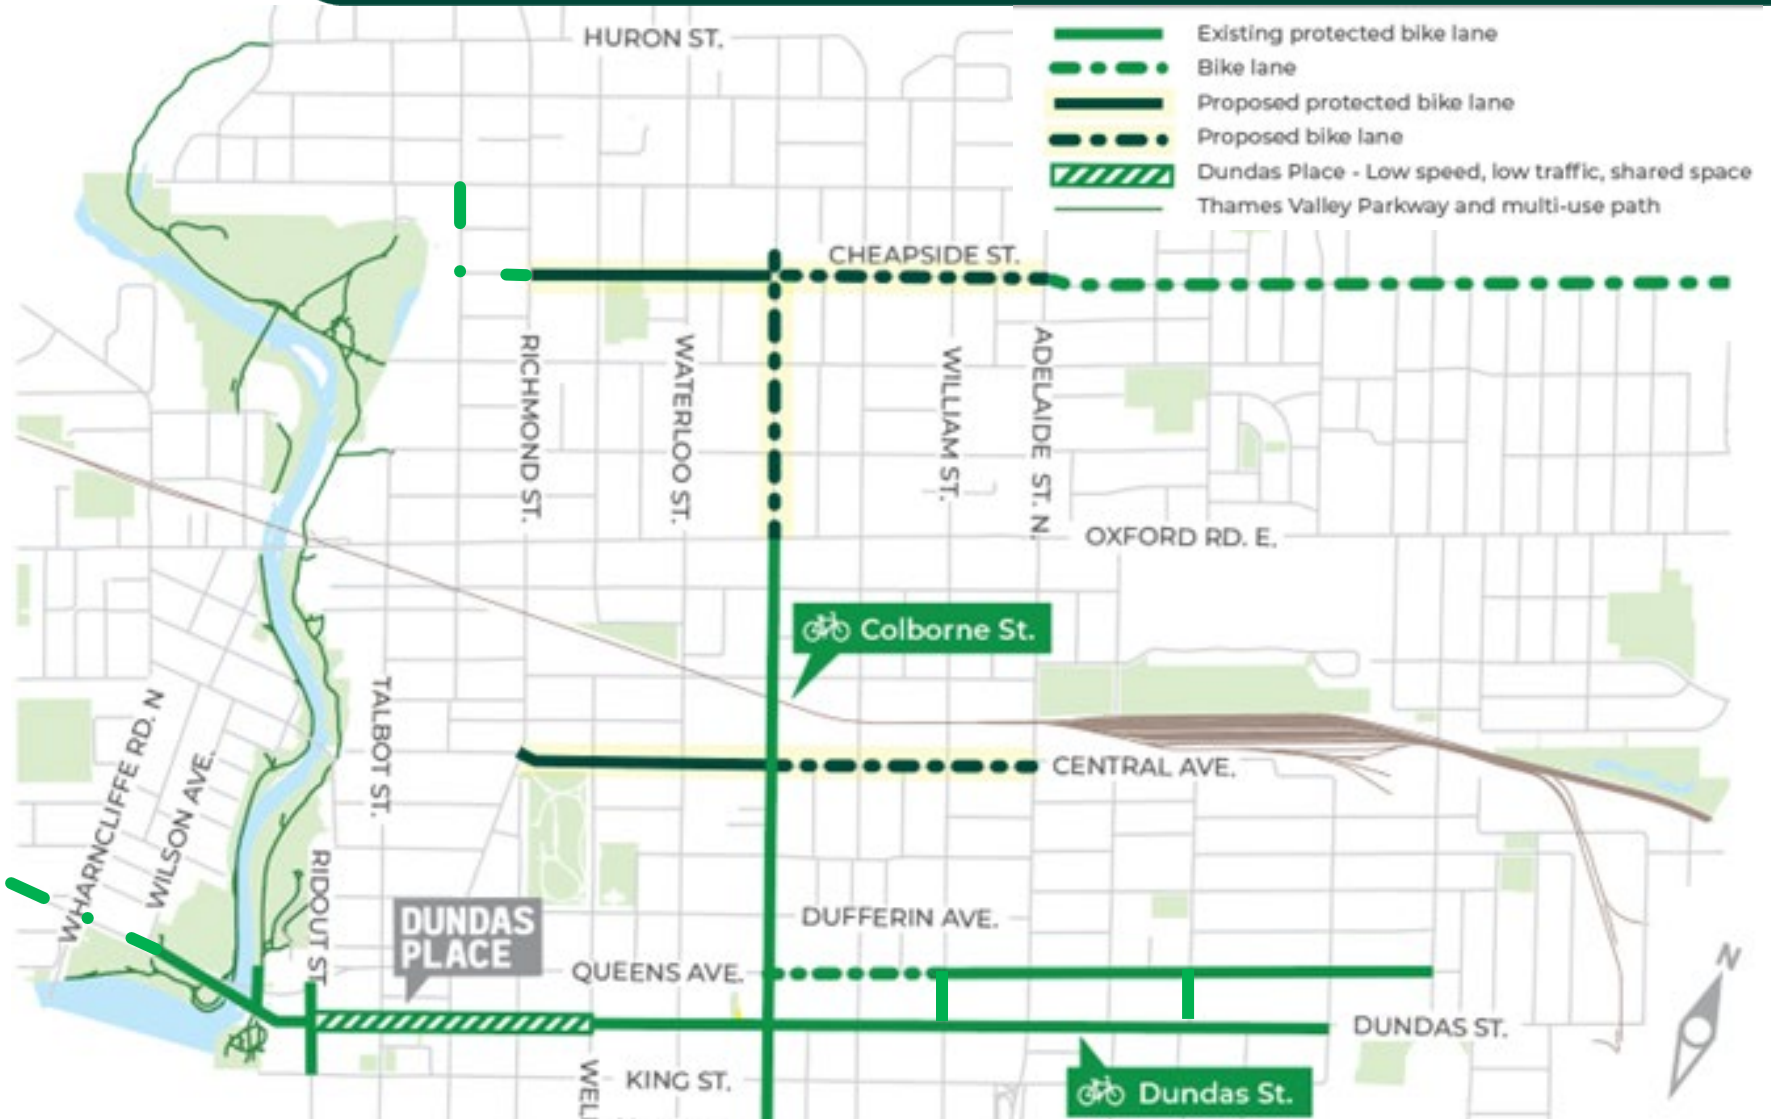 HURON ST.
Existing protected bike lane
Bike lane
Proposed protected bike lane
Proposed bike lane
Dundas Place - Low speed, low traffic, shared space
Thames Valley Parkway and multi-use path
CHEAPSIDE ST.
RICHMOND ST.
WATERLOO ST.
WILLIAM ST.
ADELAIDE ST. N.
OXFORD RD. E.
Colborne St.
TALBOT ST.
WHARNCLIFFE RD. N
WILSON AVE.
CENTRAL AVE.
RIDOUT ST
DUNDAS
PLACE
DUFFERIN AVE.
QUEENS AVE.
N
DUNDAS ST.
WELL
KING ST.
Dundas St.